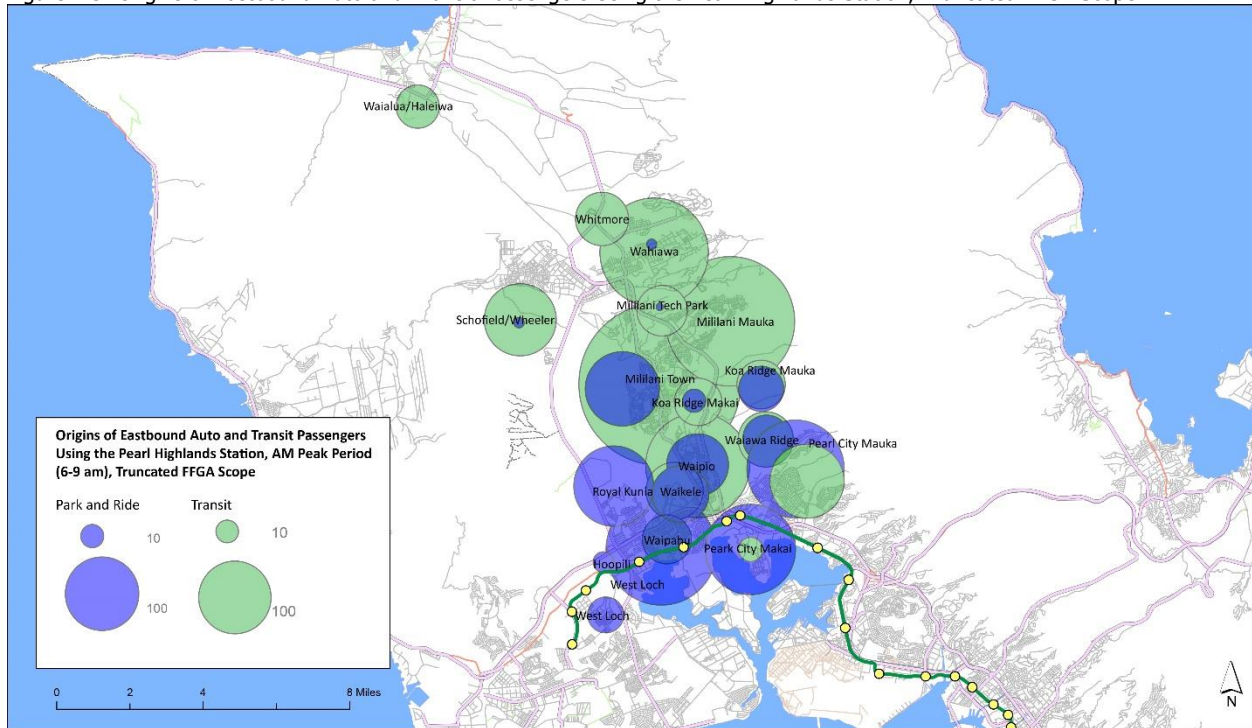 Waialua/Haleiwa
Whitmore
Wahiawa
Mililani Tech Park
Schofield/Wheeler
Mililani Mauka
Koa Ridge Mauka
Mililani Town
Koa Ridge Makai
Waiawa Ridge
Pearl City Mauka
Waipio
Royal Kunia
Waikele
Waipahu
Peark City Makai
Hoopili
West Loch
West Loch
Origins of Eastbound Auto and Transit Passengers
Using the Pearl Highlands Station, AM Peak Period
(6-9 am), Truncated FFGA Scope
Park and Ride Transit
10 10
100 100
0 2 4 8 Miles
N